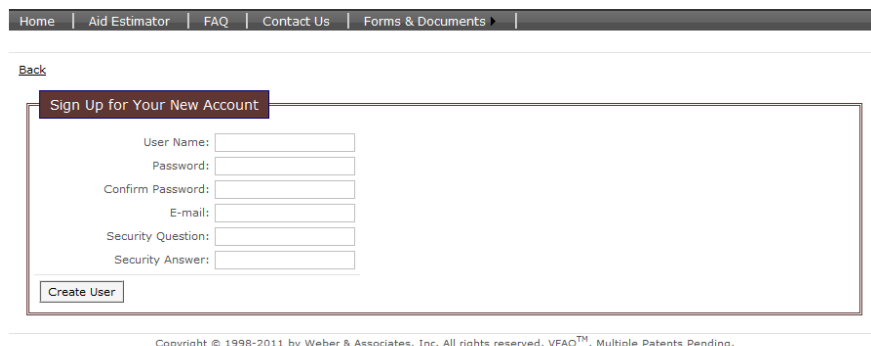 Home | Aid Estimator | FAQ | Contact Us | Forms & Documents |
Back
Sign Up for Your New Account
User Name:
Password:
Confirm Password:
E-mail:
Security Question:
Security Answer:
Create User
Copyright © 1998-2011 by Weber & Associates, Inc. All rights reserved. VFAO™. Multiple Patents Pending.